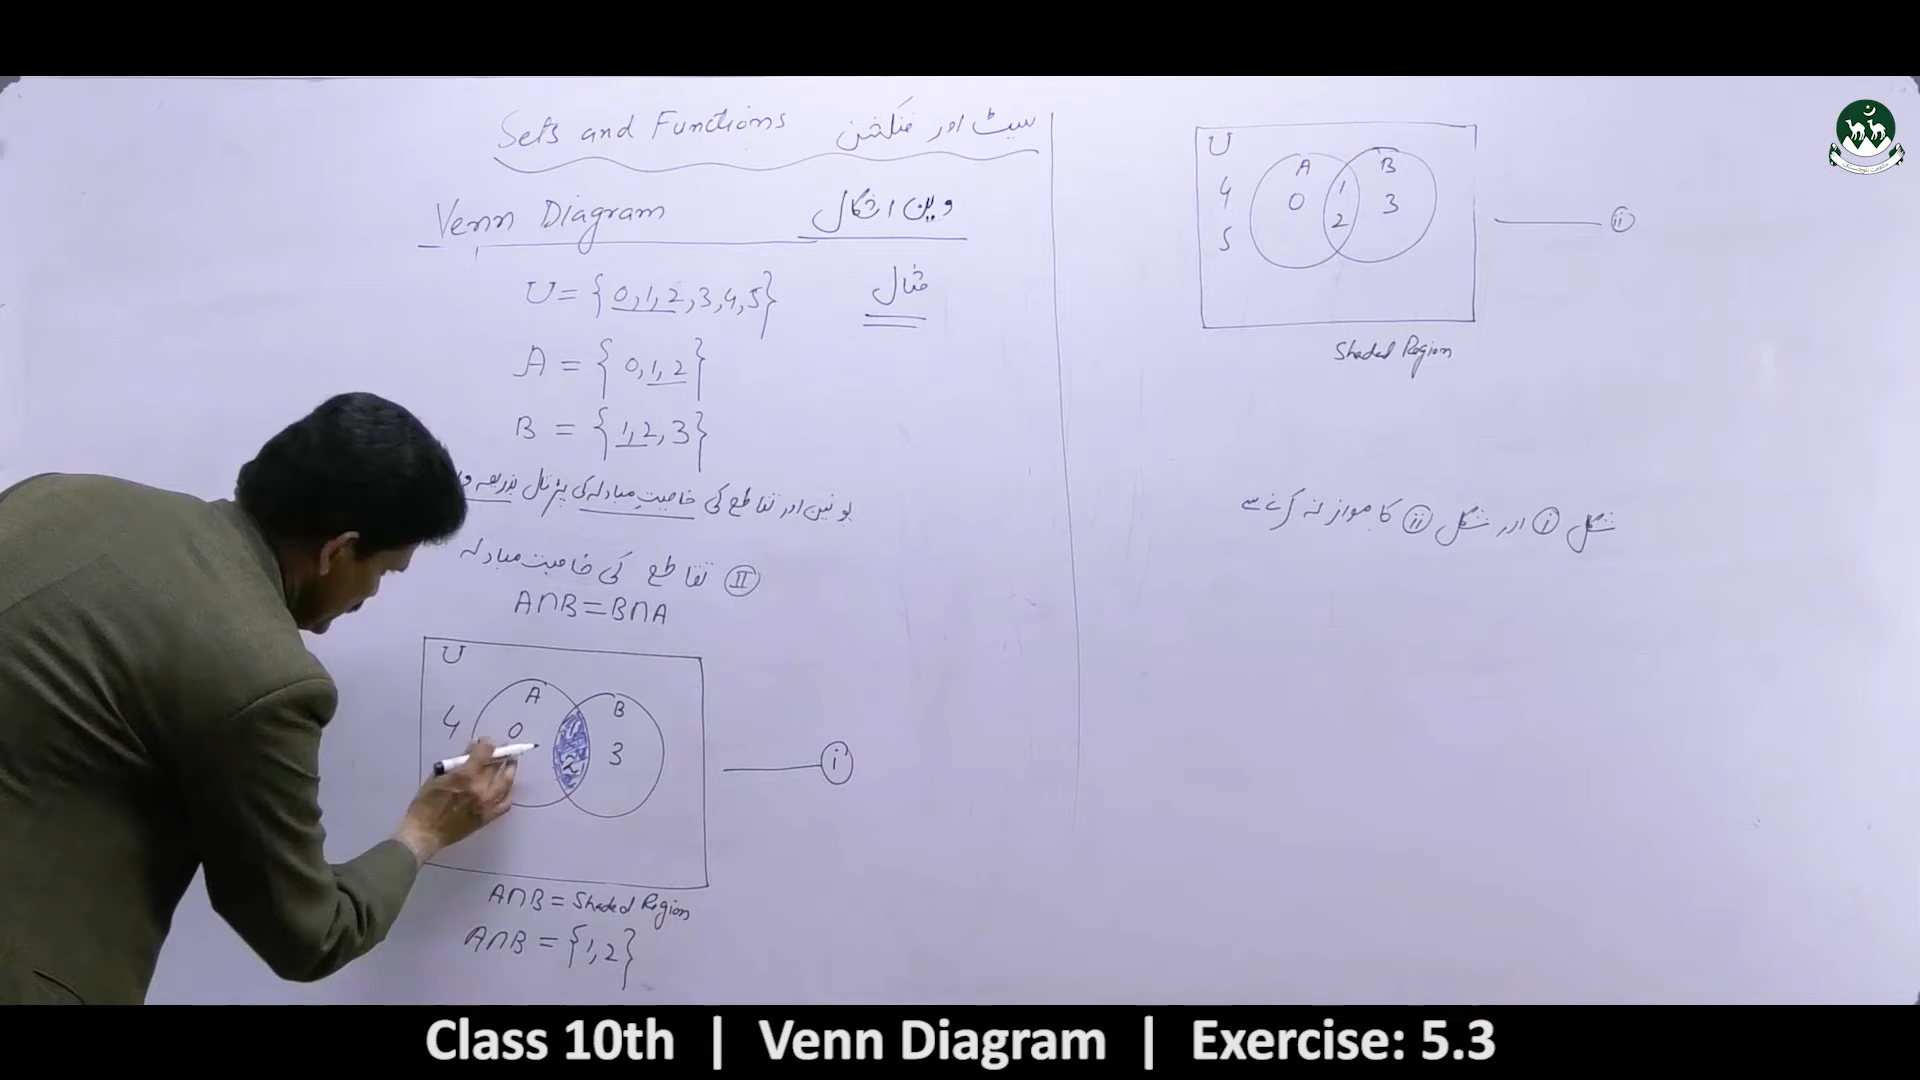 Sets and Functions سیٹ اور فنکشن
Venn Diagram وین اشکال
U = {0,1,2,3,4,5} مثال
A = {0,1,2}
B = {1,2,3}
یونین اور تقاطع کی خاصیت مبادلہ کی پڑتال بذریعہ و
II تقاطع کی خاصیت مبادلہ
A∩B = B∩A
U
A
B
4
0
1
2
3
i
A∩B = Shaded Region
A∩B = {1,2}
U
A
B
4
0
1
3
2
5
ii
Shaded Region
شکل i اور شکل ii کا موازنہ کرنے سے
Class 10th | Venn Diagram | Exercise: 5.3